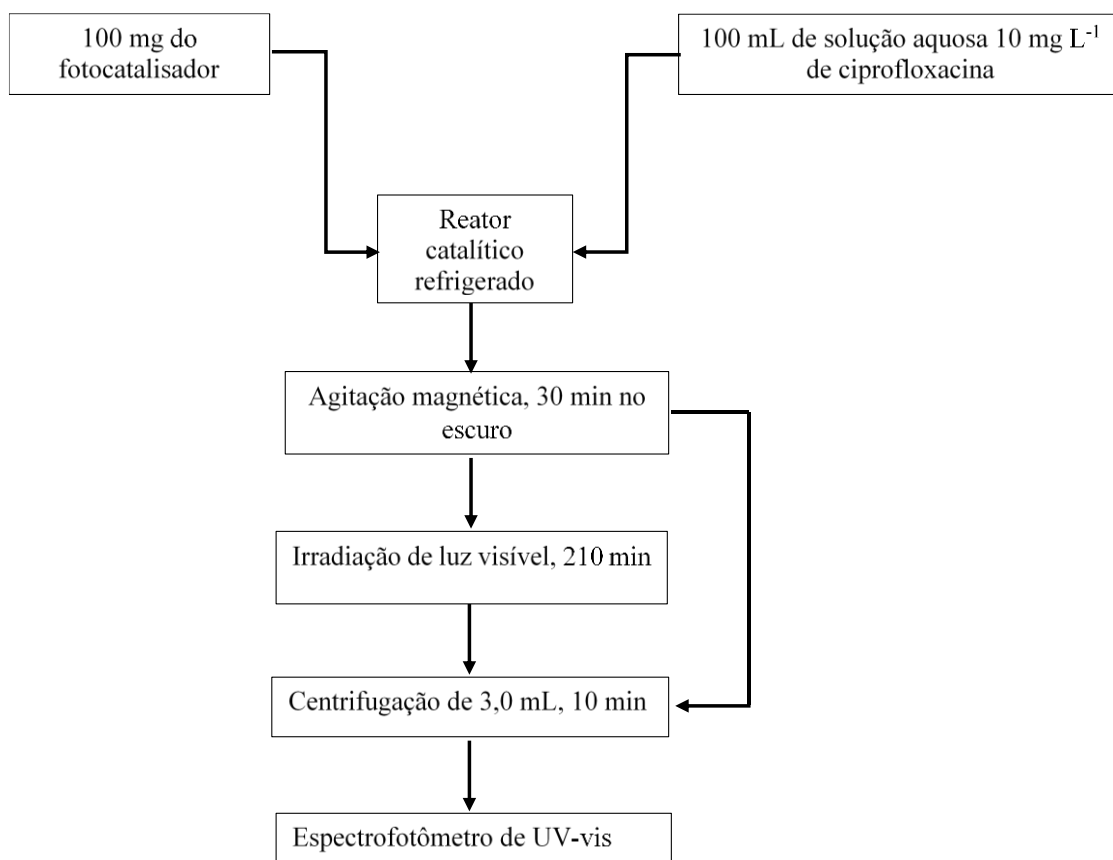 100 mg do
fotocatalisador
100 mL de solução aquosa 10 mg L⁻¹
de ciprofloxacina
Reator
catalítico
refrigerado
Agitação magnética, 30 min no
escuro
Irradiação de luz visível, 210 min
Centrifugação de 3,0 mL, 10 min
Espectrofotômetro de UV-vis